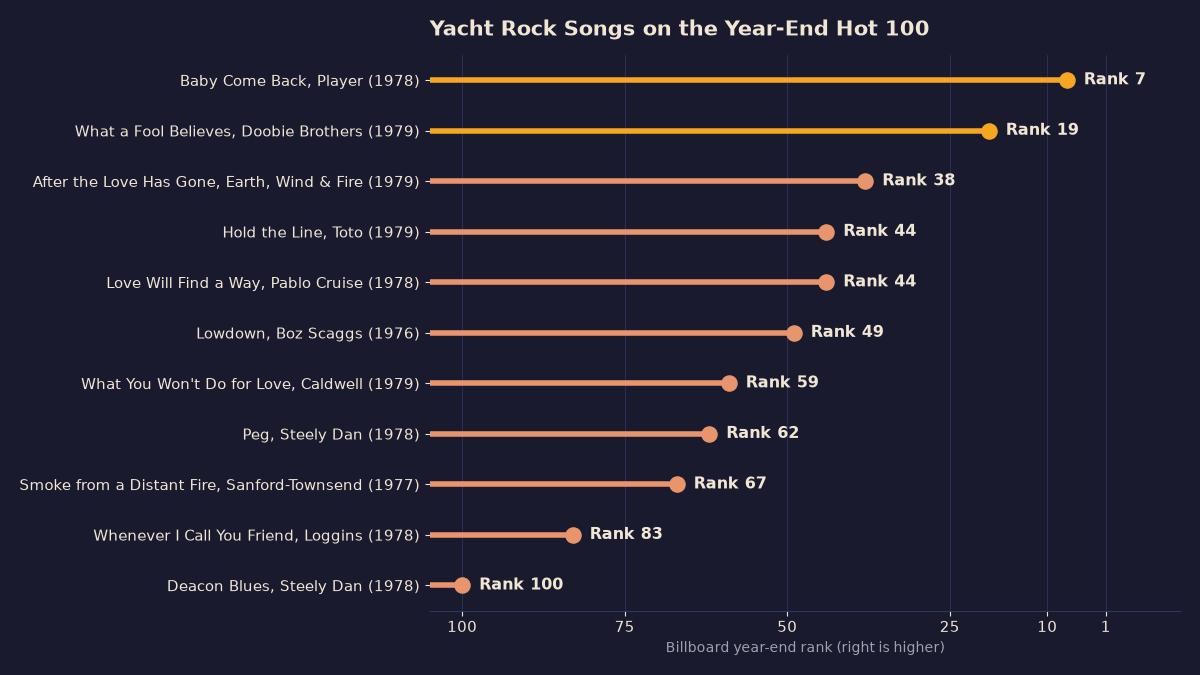 Yacht Rock Songs on the Year-End Hot 100
Baby Come Back, Player (1978) Rank 7
What a Fool Believes, Doobie Brothers (1979) Rank 19
After the Love Has Gone, Earth, Wind & Fire (1979) Rank 38
Hold the Line, Toto (1979) Rank 44
Love Will Find a Way, Pablo Cruise (1978) Rank 44
Lowdown, Boz Scaggs (1976) Rank 49
What You Won't Do for Love, Caldwell (1979) Rank 59
Peg, Steely Dan (1978) Rank 62
Smoke from a Distant Fire, Sanford-Townsend (1977) Rank 67
Whenever I Call You Friend, Loggins (1978) Rank 83
Deacon Blues, Steely Dan (1978) Rank 100
100 75 50 25 10 1
Billboard year-end rank (right is higher)